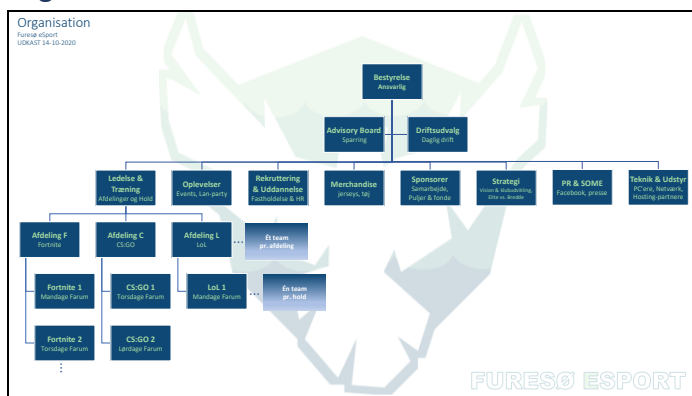 Organisation
Furesø eSport
UDKAST 14-10-2020
Bestyrelse
Ansvarlig
Advisory Board
Sparring
Driftsudvalg
Daglig drift
Ledelse &
Træning
Afdelinger og Hold
Oplevelser
Events, Lan-party
Rekruttering
& Uddannelse
Fastholdelse & HR
Merchandise
jerseys, tøj
Sponsorer
Samarbejde,
Puljer & fonde
Strategi
Vision & klubudvikling,
Elite vs. Bredde
PR & SOME
Facebook, presse
Teknik & Udstyr
PC'ere, Netværk,
Hosting-partnere
Afdeling F
Fortnite
Afdeling C
CS:GO
Afdeling L
LoL
...
Ét team
pr. afdeling
Fortnite 1
Mandage Farum
CS:GO 1
Torsdage Farum
LoL 1
Mandage Farum
...
Én team
pr. hold
Fortnite 2
Torsdage Farum
CS:GO 2
Lørdage Farum
...
FURESØ ESPORT